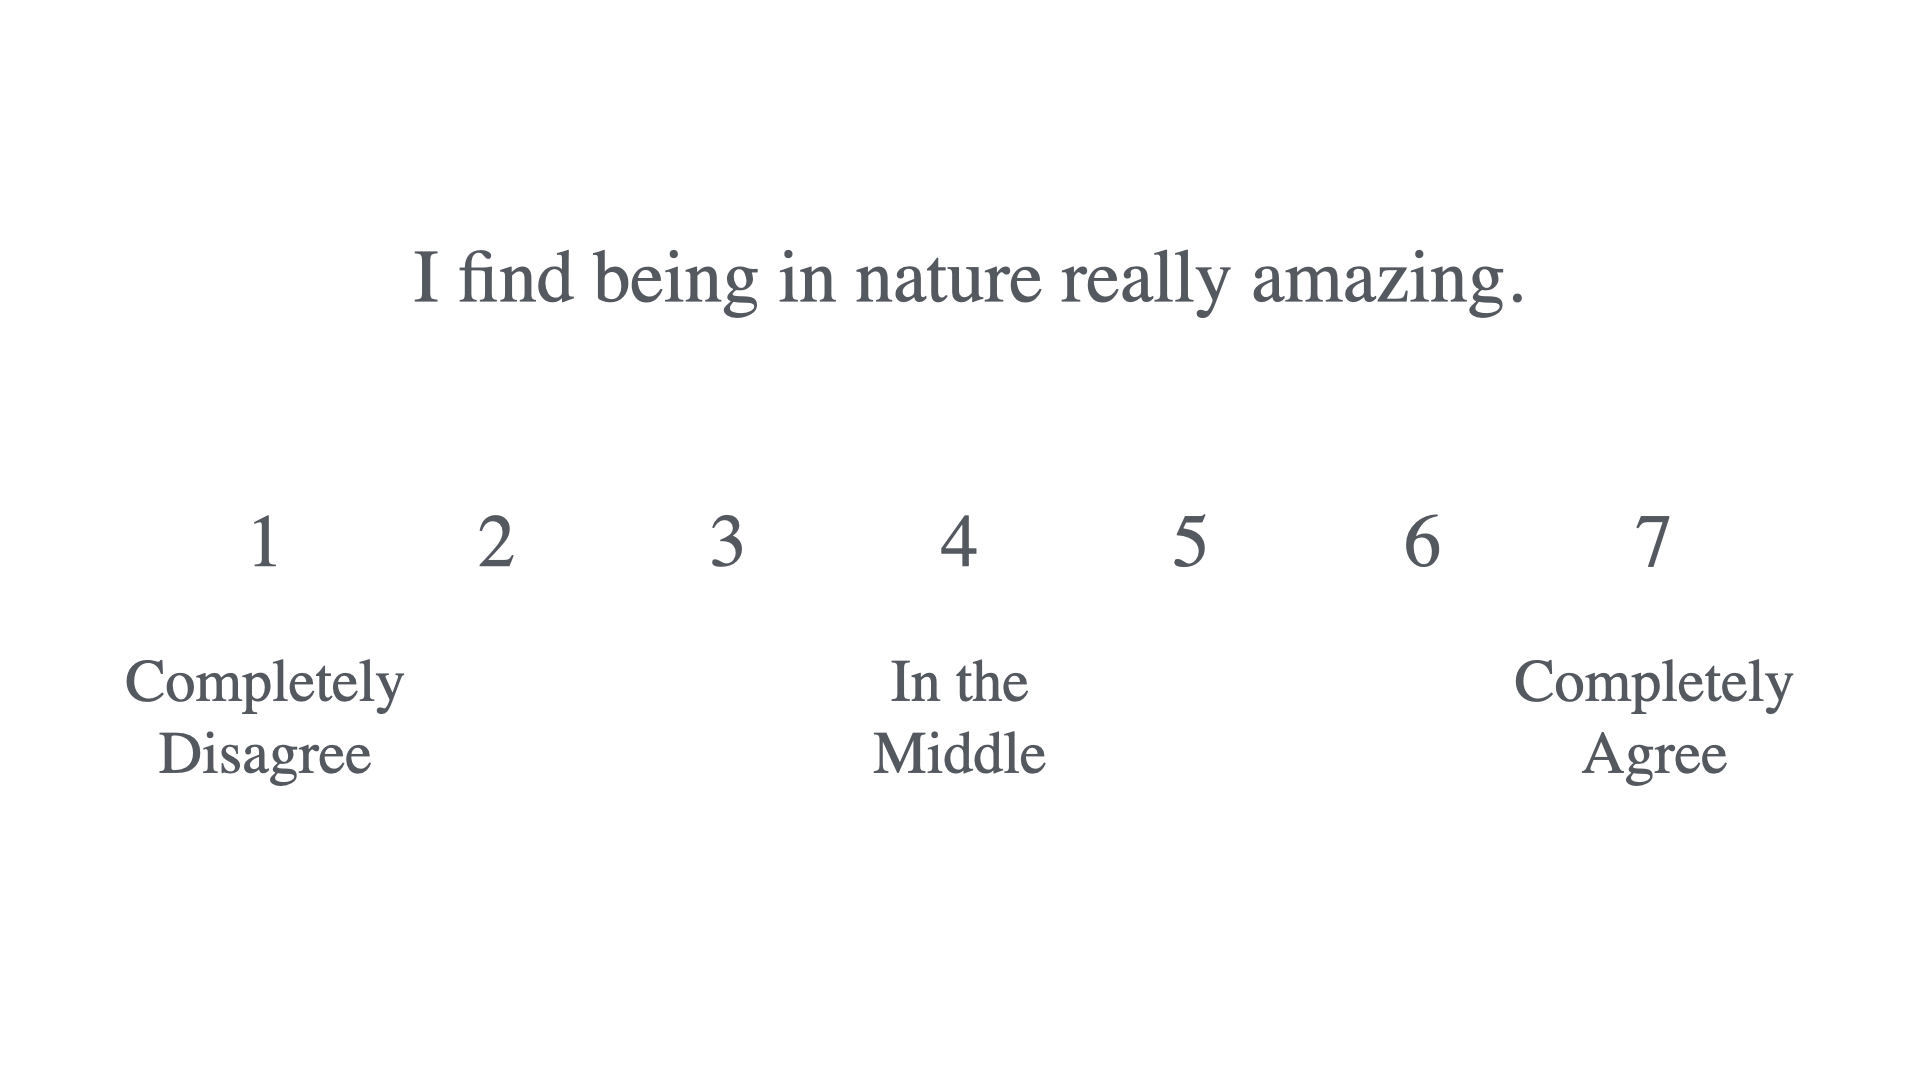 I find being in nature really amazing.
1 2 3 4 5 6 7
Completely Disagree
In the Middle
Completely Agree